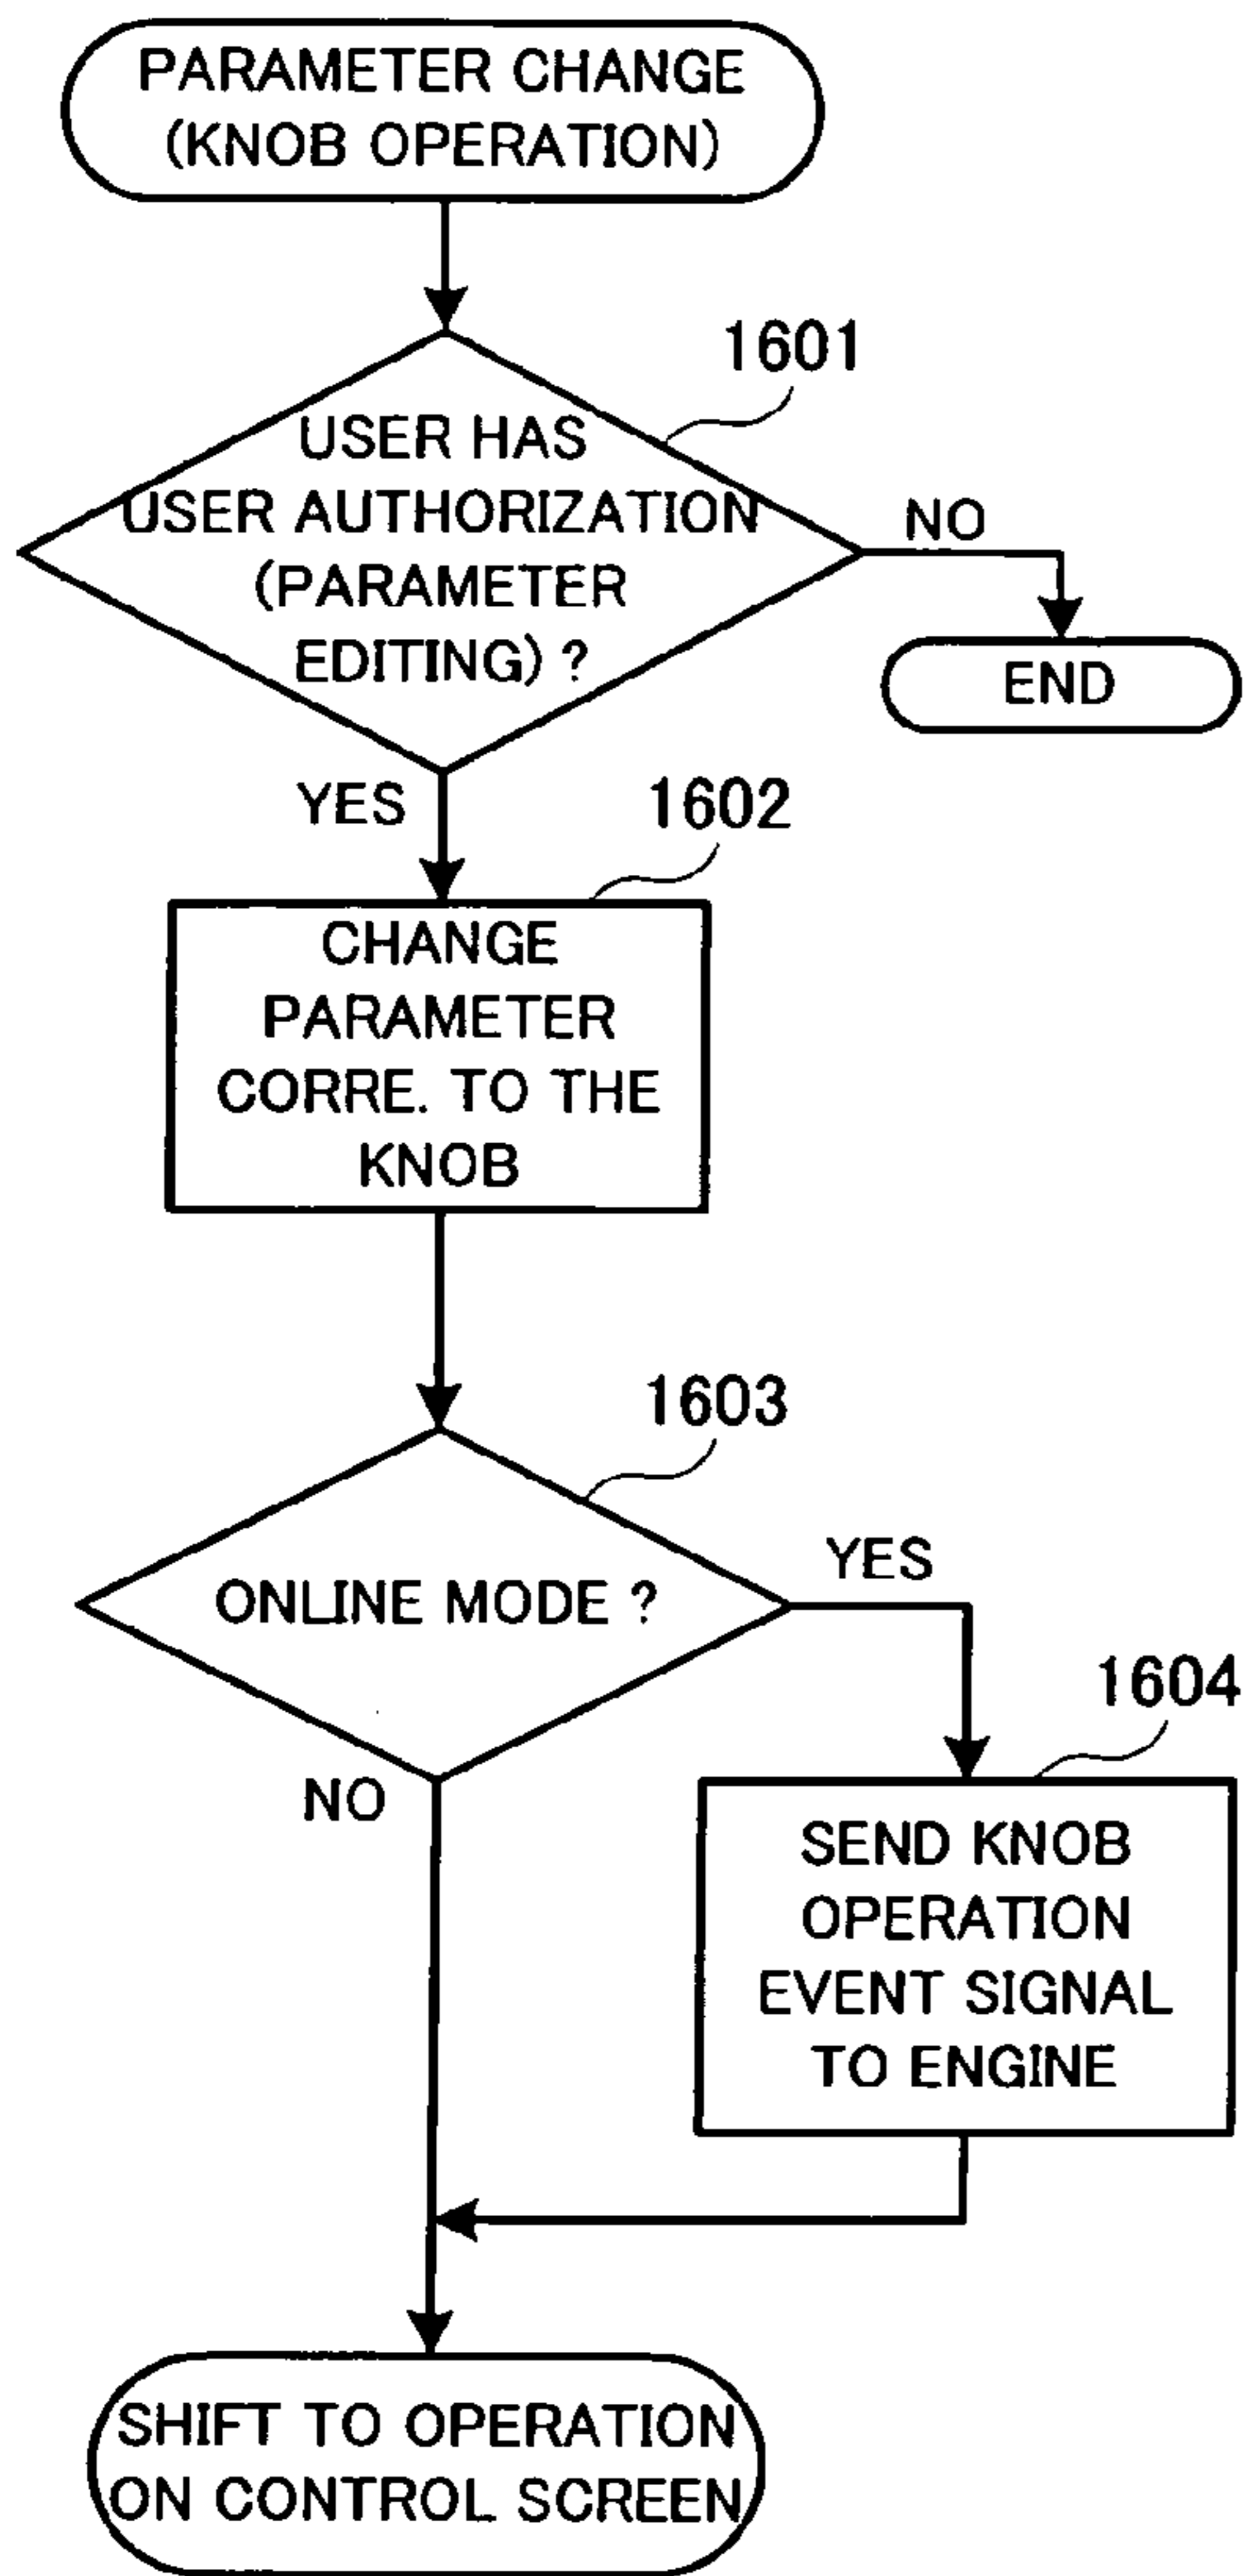 PARAMETER CHANGE
(KNOB OPERATION)
1601
USER HAS
USER AUTHORIZATION
(PARAMETER
EDITING) ?
NO
END
YES
1602
CHANGE
PARAMETER
CORRE. TO THE
KNOB
1603
ONLINE MODE ?
YES
1604
NO
SEND KNOB
OPERATION
EVENT SIGNAL
TO ENGINE
SHIFT TO OPERATION
ON CONTROL SCREEN